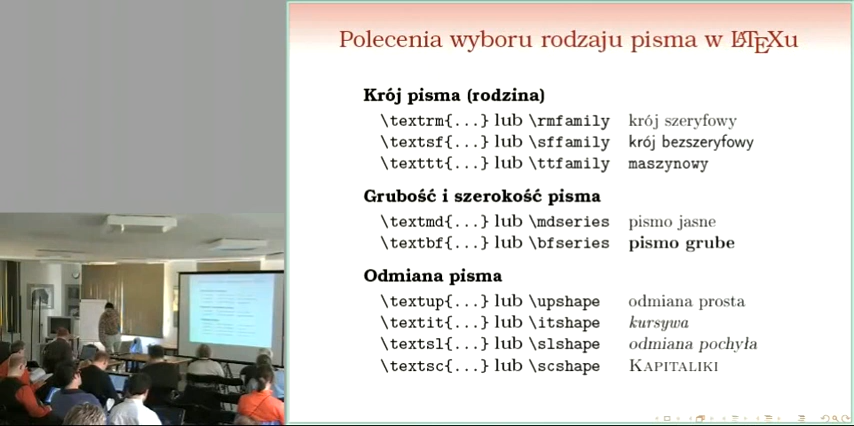 Polecenia wyboru rodzaju pisma w LATEXu
Krój pisma (rodzina)
\textrm{...} lub \rmfamily krój szeryfowy
\textsf{...} lub \sffamily krój bezszeryfowy
\texttt{...} lub \ttfamily maszynowy
Grubość i szerokość pisma
\textmd{...} lub \mdseries pismo jasne
\textbf{...} lub \bfseries pismo grube
Odmiana pisma
\textup{...} lub \upshape odmiana prosta
\textit{...} lub \itshape kursywa
\textsl{...} lub \slshape odmiana pochyła
\textsc{...} lub \scshape KAPITALIKI